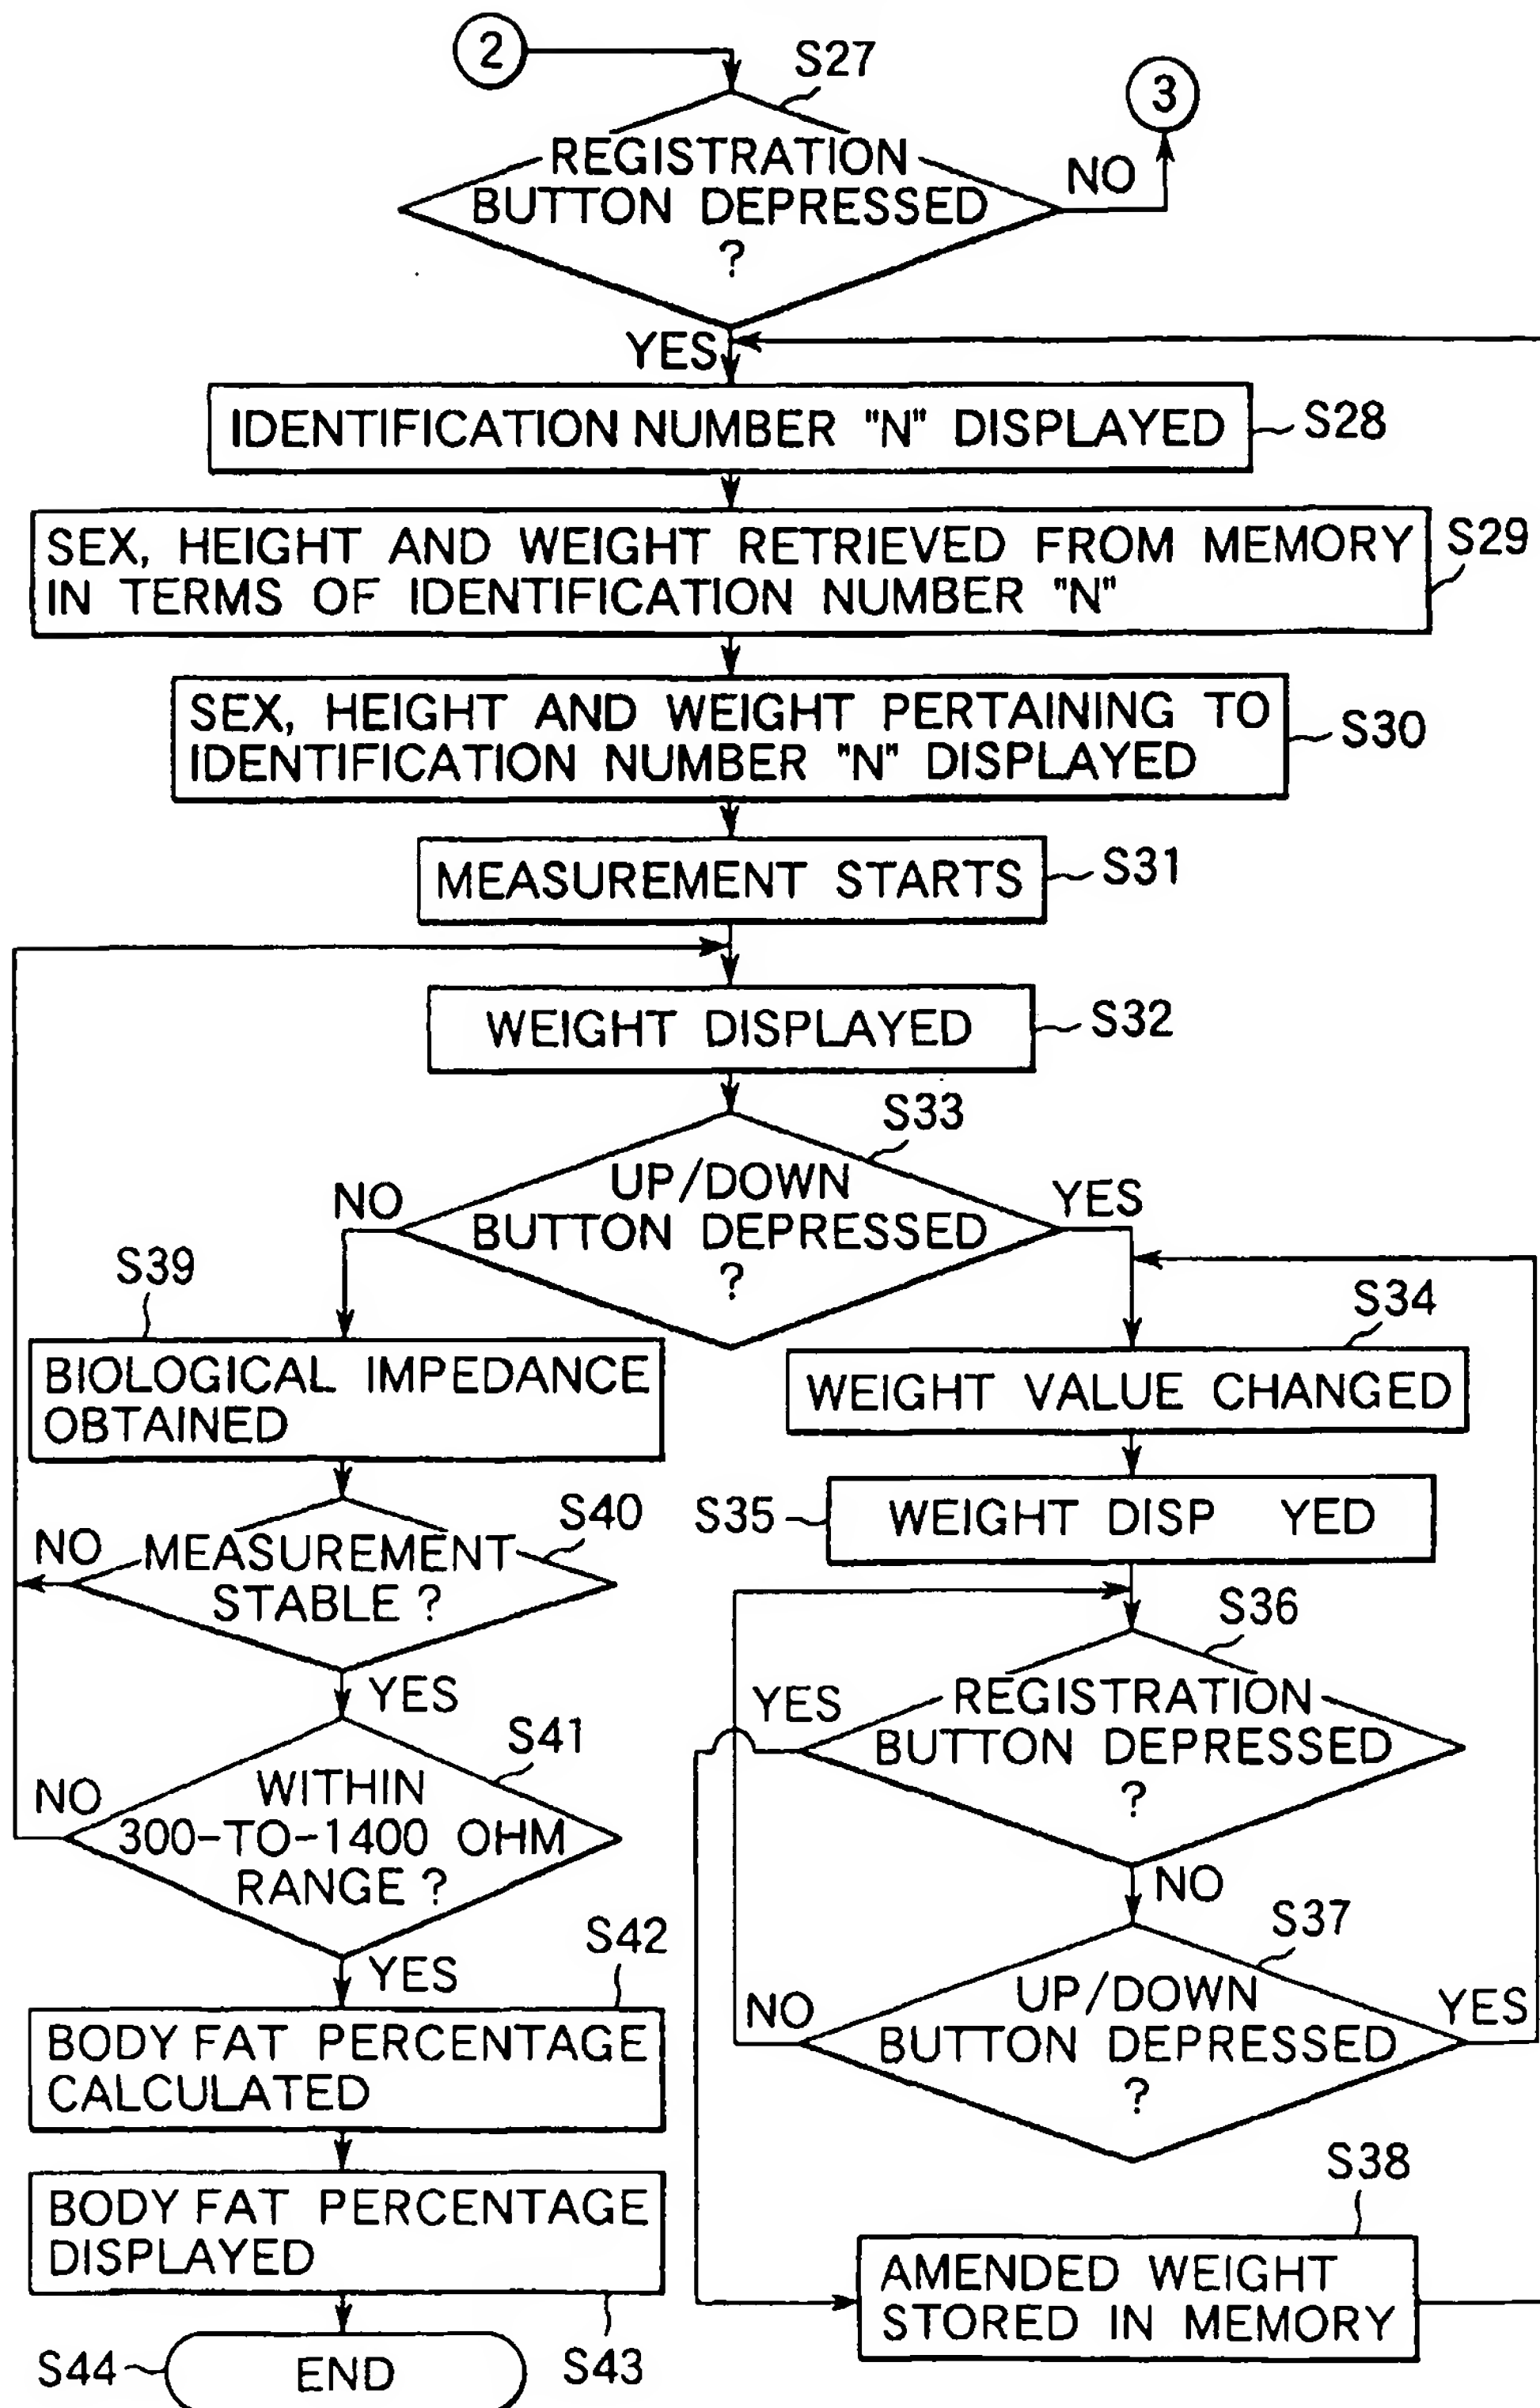 2
S27
3
REGISTRATION
BUTTON DEPRESSED
?
NO
YES
IDENTIFICATION NUMBER "N" DISPLAYED
S28
SEX, HEIGHT AND WEIGHT RETRIEVED FROM MEMORY
IN TERMS OF IDENTIFICATION NUMBER "N"
S29
SEX, HEIGHT AND WEIGHT PERTAINING TO
IDENTIFICATION NUMBER "N" DISPLAYED
S30
MEASUREMENT STARTS
S31
WEIGHT DISPLAYED
S32
S33
UP/DOWN
BUTTON DEPRESSED
?
NO
YES
S39
BIOLOGICAL IMPEDANCE
OBTAINED
S34
WEIGHT VALUE CHANGED
S35
WEIGHT DISP YED
S40
NO
MEASUREMENT
STABLE ?
YES
S36
YES
REGISTRATION
BUTTON DEPRESSED
?
NO
S41
NO
WITHIN
300-TO-1400 OHM
RANGE ?
YES
S37
UP/DOWN
BUTTON DEPRESSED
?
NO
YES
S42
BODY FAT PERCENTAGE
CALCULATED
BODY FAT PERCENTAGE
DISPLAYED
S43
S38
AMENDED WEIGHT
STORED IN MEMORY
S44
END